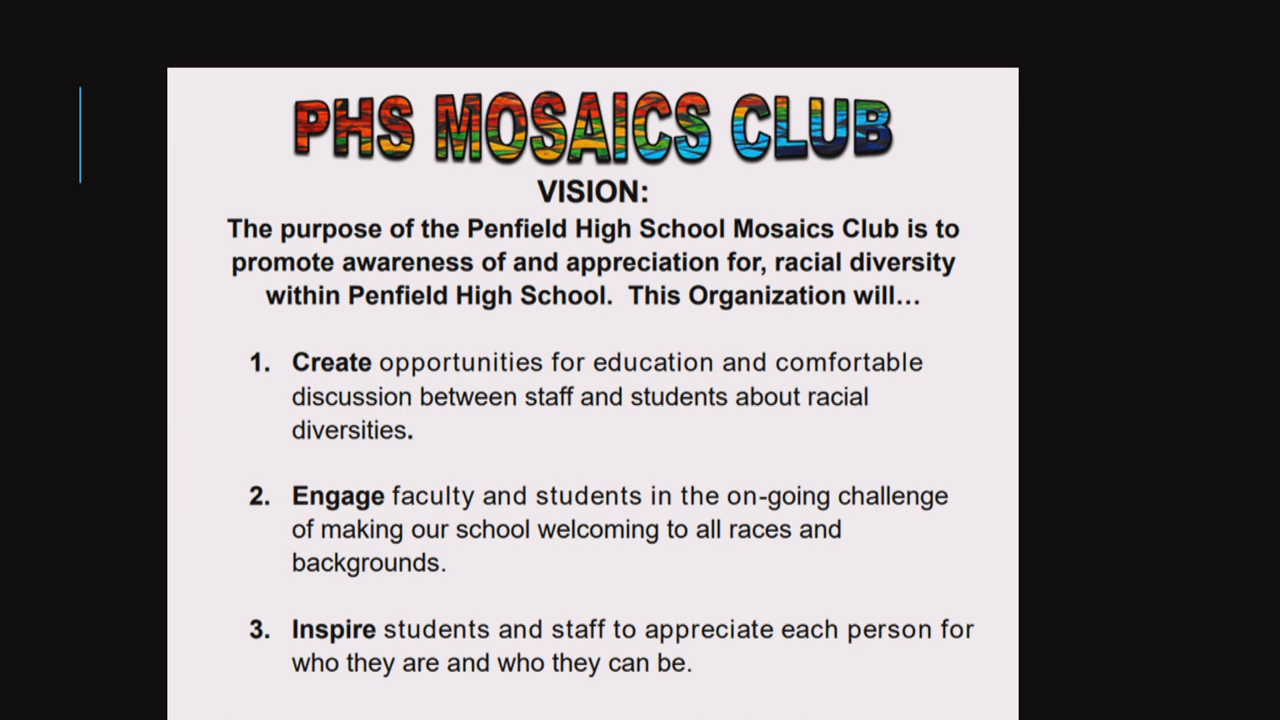 PHS MOSAICS CLUB
VISION:
The purpose of the Penfield High School Mosaics Club is to
promote awareness of and appreciation for, racial diversity
within Penfield High School.  This Organization will…
1. Create opportunities for education and comfortable
discussion between staff and students about racial
diversities.
2. Engage faculty and students in the on-going challenge
of making our school welcoming to all races and
backgrounds.
3. Inspire students and staff to appreciate each person for
who they are and who they can be.